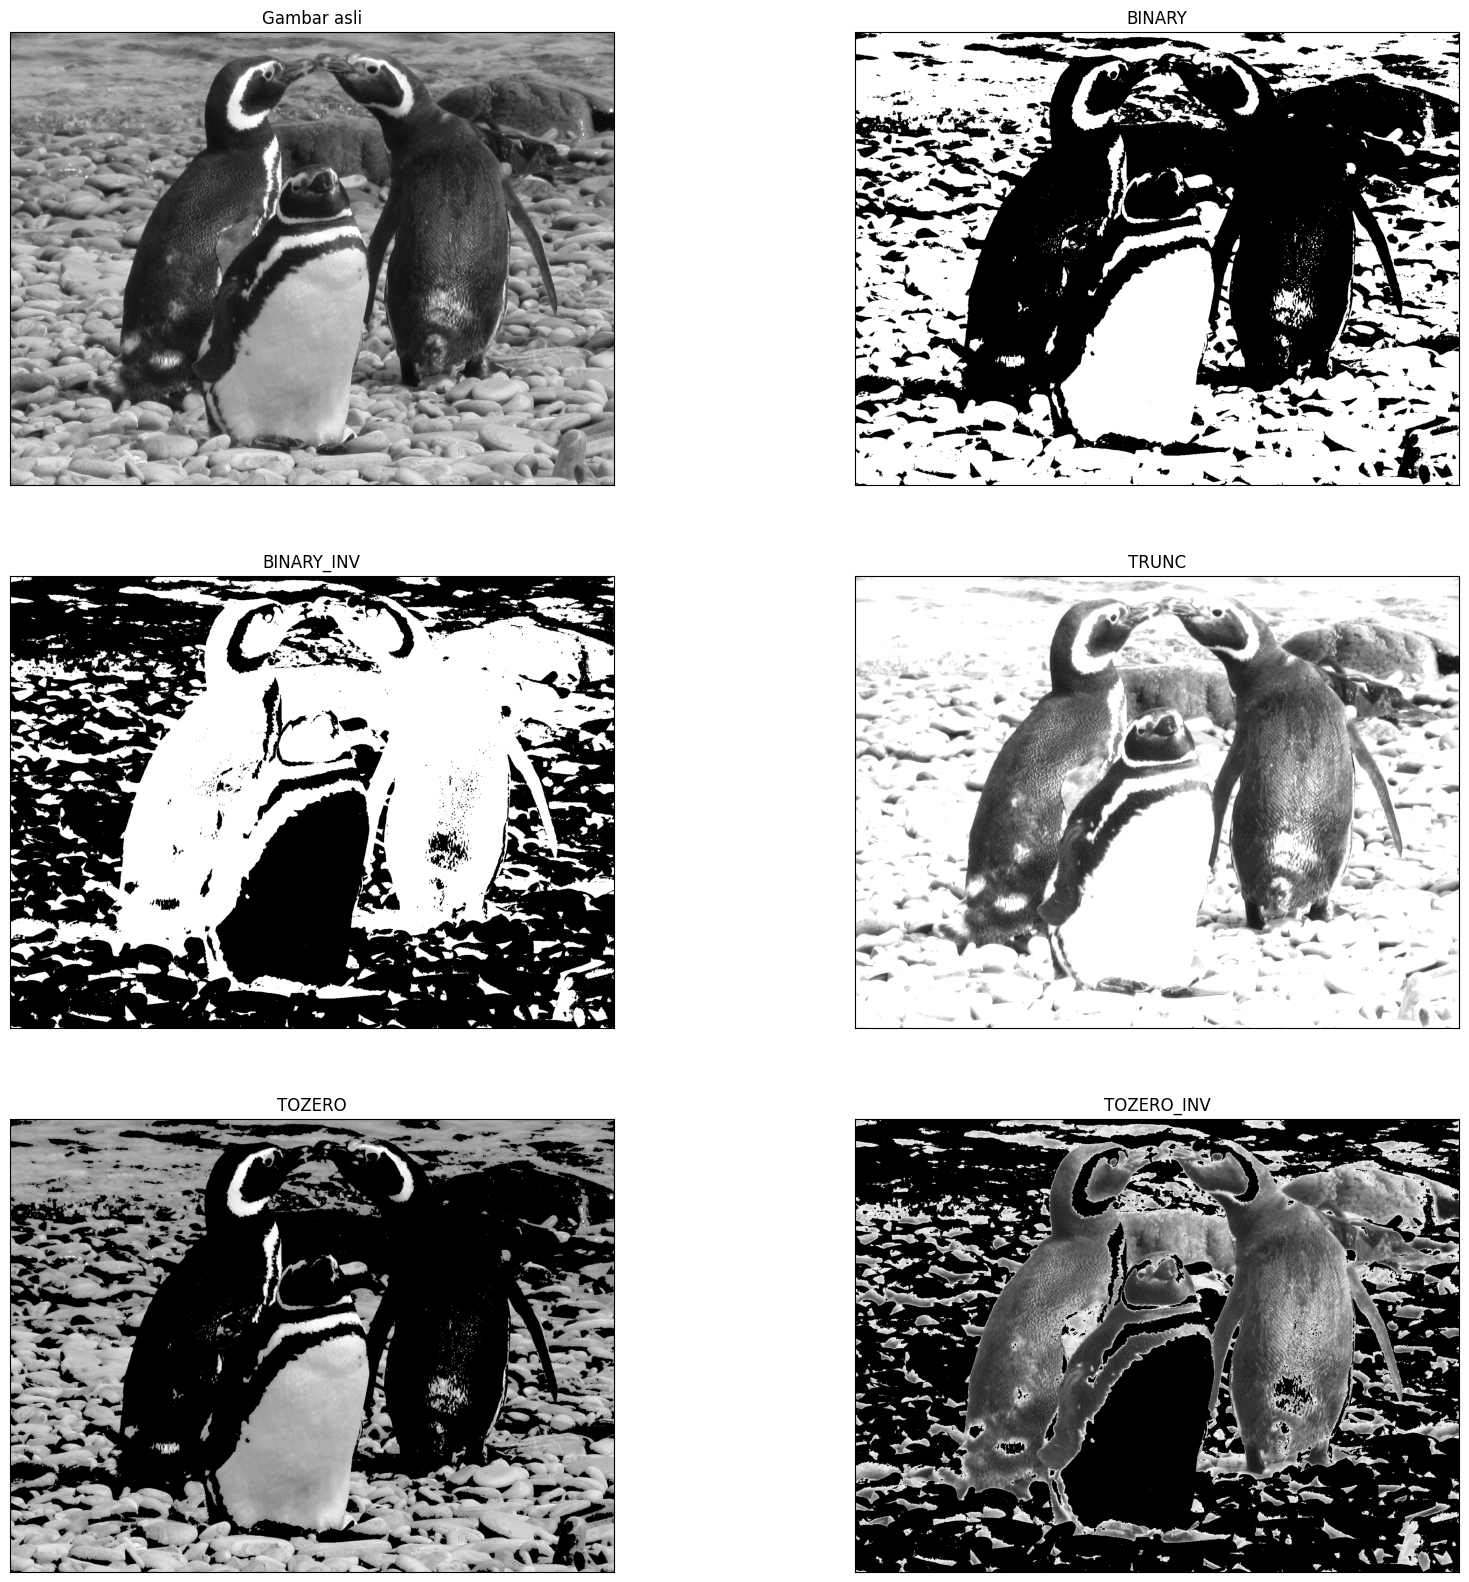 Gambar asli
BINARY
BINARY_INV
TRUNC
TOZERO
TOZERO_INV